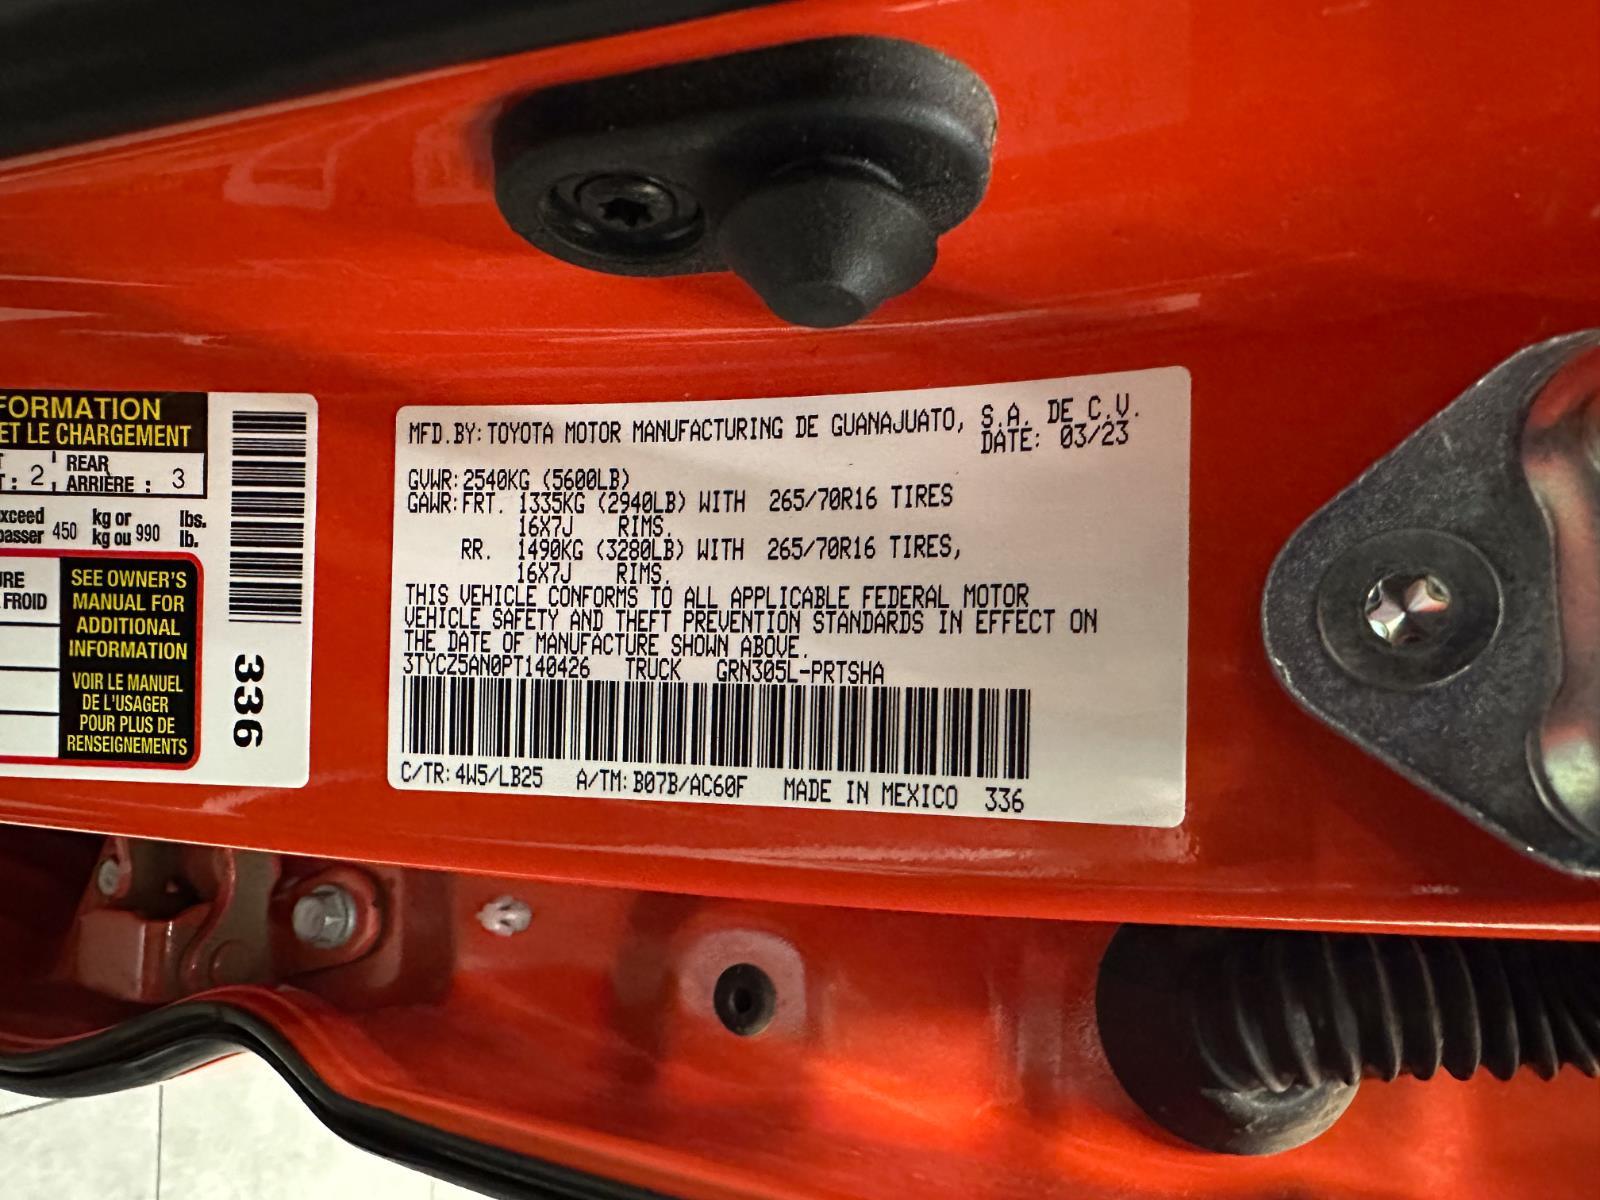 FORMATION
ET LE CHARGEMENT
2 REAR
ARRIÈRE : 3
kg or lbs.
450 kg ou 990 lb.
FROID
SEE OWNER'S
MANUAL FOR
ADDITIONAL
INFORMATION
VOIR LE MANUEL
DE L'USAGER
POUR PLUS DE
RENSEIGNEMENTS
336
MFD.BY:TOYOTA MOTOR MANUFACTURING DE GUANAJUATO, S.A. DE C.V.
DATE: 03/23
GVWR:2540KG (5600LB)
GAWR:FRT. 1335KG (2940LB) WITH 265/70R16 TIRES
16X7J RIMS.
RR. 1490KG (3280LB) WITH 265/70R16 TIRES,
16X7J RIMS.
THIS VEHICLE CONFORMS TO ALL APPLICABLE FEDERAL MOTOR
VEHICLE SAFETY AND THEFT PREVENTION STANDARDS IN EFFECT ON
THE DATE OF MANUFACTURE SHOWN ABOVE.
3TYCZ5AN0PT140426 TRUCK GRN305L-PRTSHA
C/TR:4W5/LB25 A/TM:B07B/AC60F MADE IN MEXICO 336